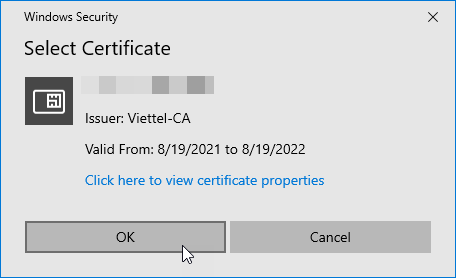 Windows Security
Select Certificate
Issuer: Viettel-CA
Valid From: 8/19/2021 to 8/19/2022
Click here to view certificate properties
OK
Cancel